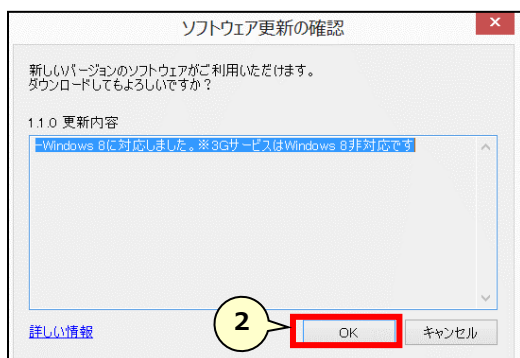 ソフトウェア更新の確認
新しいバージョンのソフトウェアがご利用いただけます。
ダウンロードしてもよろしいですか?
1.1.0 更新内容
-Windows 8に対応しました。※3GサービスはWindows 8非対応です
詳しい情報
2
OK
キャンセル